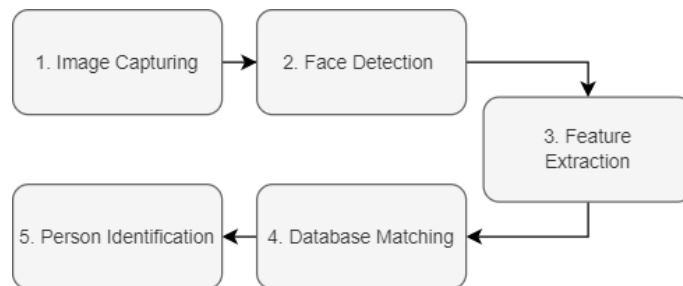 1. Image Capturing
2. Face Detection
3. Feature
Extraction
4. Database Matching
5. Person Identification